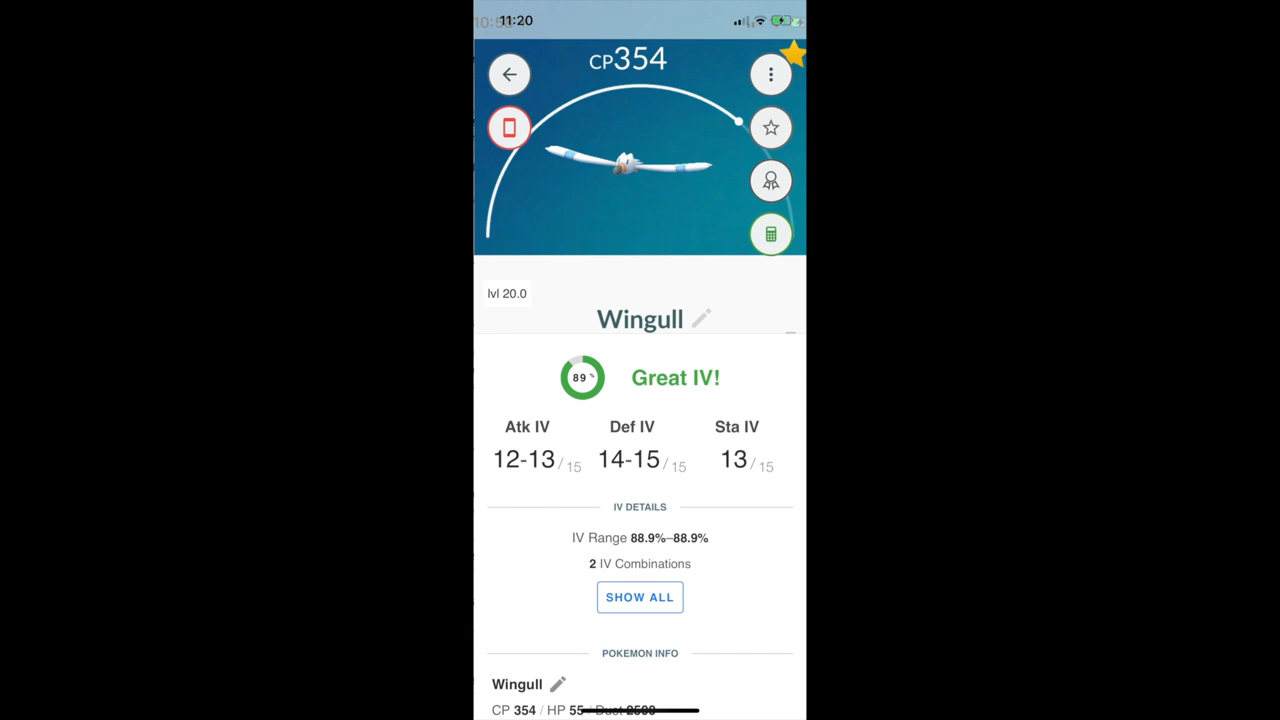 11:20
CP354
lvl 20.0
Wingull
89 %
Great IV!
Atk IV Def IV Sta IV
12-13/15 14-15/15 13/15
IV DETAILS
IV Range 88.9%–88.9%
2 IV Combinations
SHOW ALL
POKEMON INFO
Wingull
CP 354 / HP 55 / Dust 2500